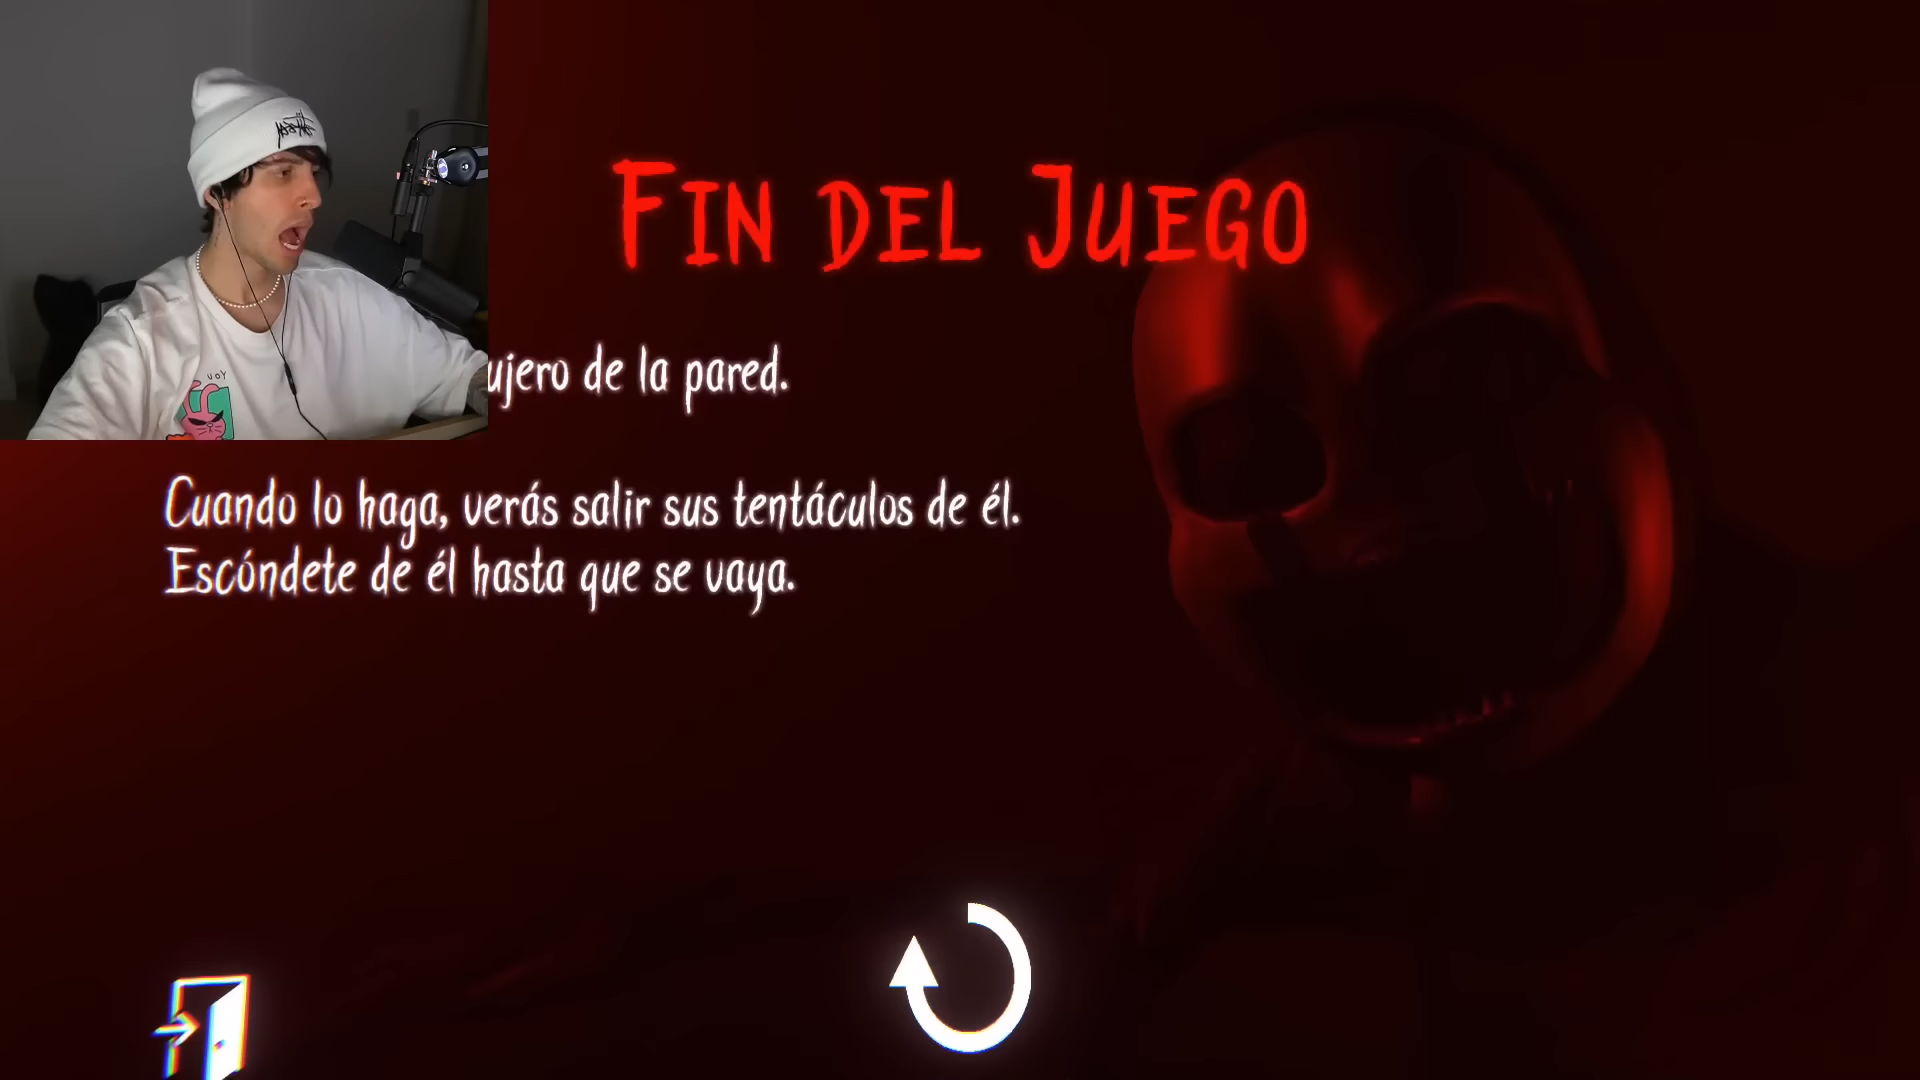 FIN DEL JUEGO
ujero de la pared.
Cuando lo haga, verás salir sus tentáculos de él.
Escóndete de él hasta que se vaya.